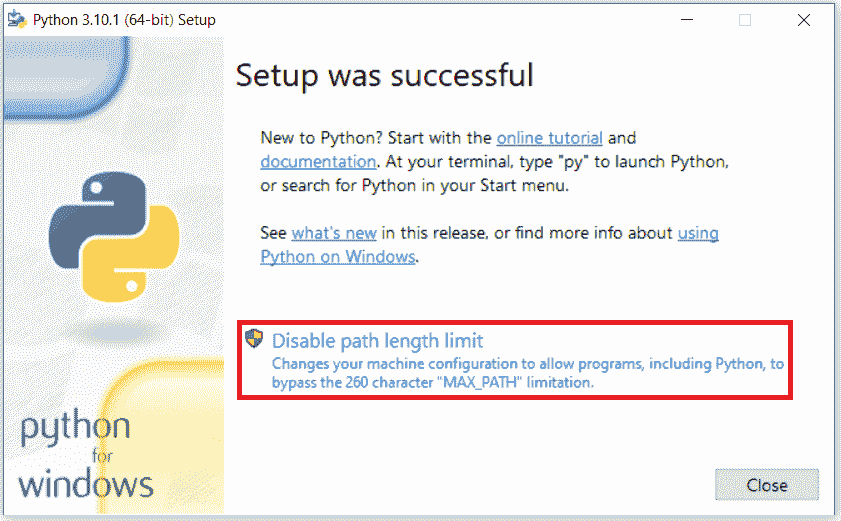 Python 3.10.1 (64-bit) Setup
Setup was successful
New to Python? Start with the online tutorial and
documentation. At your terminal, type "py" to launch Python,
or search for Python in your Start menu.
See what's new in this release, or find more info about using
Python on Windows.
Disable path length limit
Changes your machine configuration to allow programs, including Python, to
bypass the 260 character "MAX_PATH" limitation.
python
for
windows
Close